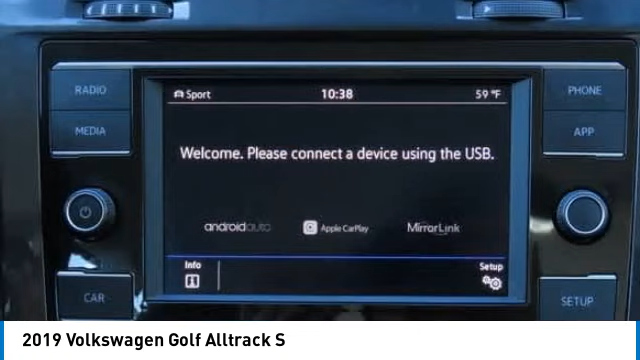 RADIO
MEDIA
CAR
Sport 10:38 59 °F
Welcome. Please connect a device using the USB.
androidauto Apple CarPlay MirrorLink
Info Setup
PHONE
APP
SETUP
2019 Volkswagen Golf Alltrack S